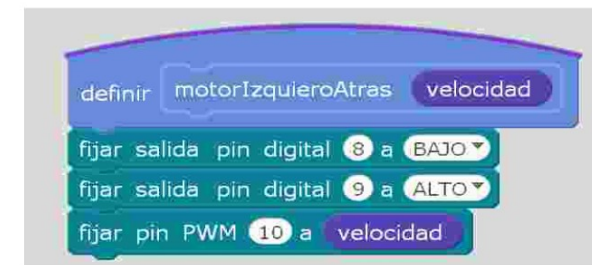 definir motorIzquieroAtras velocidad
fijar salida pin digital 8 a BAJO
fijar salida pin digital 9 a ALTO
fijar pin PWM 10 a velocidad